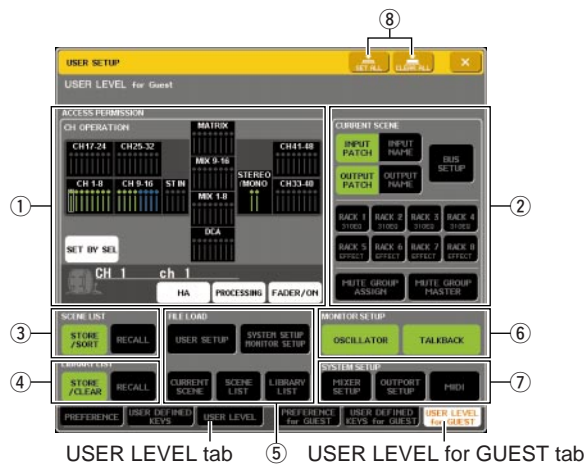 ⑧
USER SETUP
SET ALL
CLEAR ALL
×
USER LEVEL for Guest
ACCESS PERMISSION
CH OPERATION
MATRIX
CH17-24
CH25-32
CH41-48
MIX 9-16
CH 1-8
CH 9-16
ST IN
STEREO
/MONO
CH33-40
MIX 1-8
DCA
SET BY SEL
CH 1
ch 1
HA
PROCESSING
FADER/ON
①
CURRENT SCENE
INPUT
PATCH
INPUT
NAME
BUS
SETUP
OUTPUT
PATCH
OUTPUT
NAME
RACK 1
31GEQ
RACK 2
31GEQ
RACK 3
31GEQ
RACK 4
31GEQ
RACK 5
EFFECT
RACK 6
EFFECT
RACK 7
EFFECT
RACK 8
EFFECT
MUTE GROUP
ASSIGN
MUTE GROUP
MASTER
②
③
SCENE LIST
STORE
/SORT
RECALL
FILE LOAD
USER SETUP
SYSTEM SETUP
MONITOR SETUP
CURRENT
SCENE
SCENE
LIST
LIBRARY
LIST
MONITOR SETUP
OSCILLATOR
TALKBACK
⑥
④
LIBRARY LIST
STORE
/CLEAR
RECALL
SYSTEM SETUP
MIXER
SETUP
OUTPORT
SETUP
MIDI
⑦
PREFERENCE
USER DEFINED
KEYS
USER LEVEL
PREFERENCE
for GUEST
USER DEFINED
KEYS for GUEST
USER LEVEL
for GUEST
USER LEVEL tab
⑤
USER LEVEL for GUEST tab